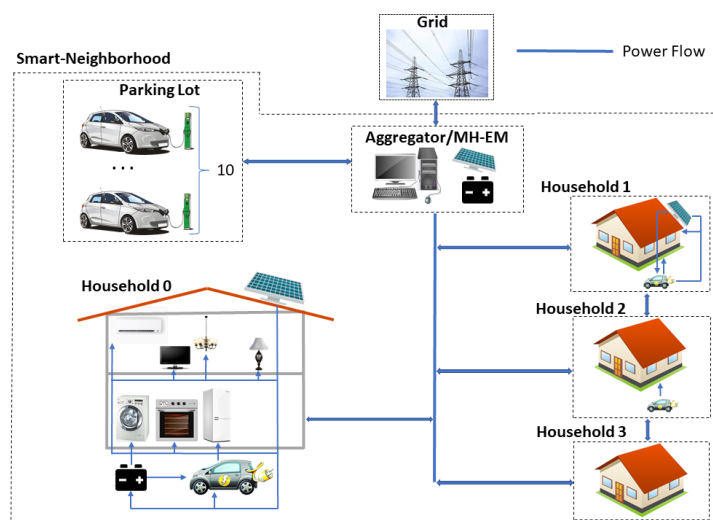 Grid
Power Flow
Smart-Neighborhood
Parking Lot
Aggregator/MH-EM
...
10
Household 1
Household 0
Household 2
Household 3